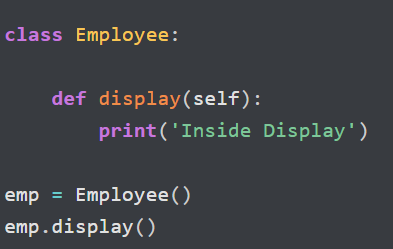 class Employee:
    def display(self):
        print('Inside Display')
emp = Employee()
emp.display()